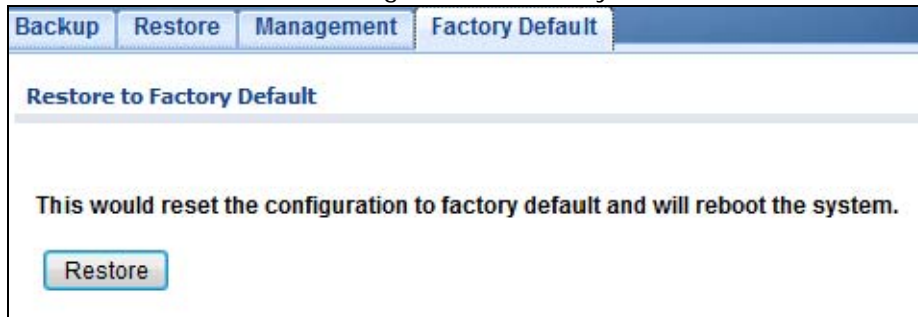 Backup Restore Management Factory Default
Restore to Factory Default
This would reset the configuration to factory default and will reboot the system.
Restore